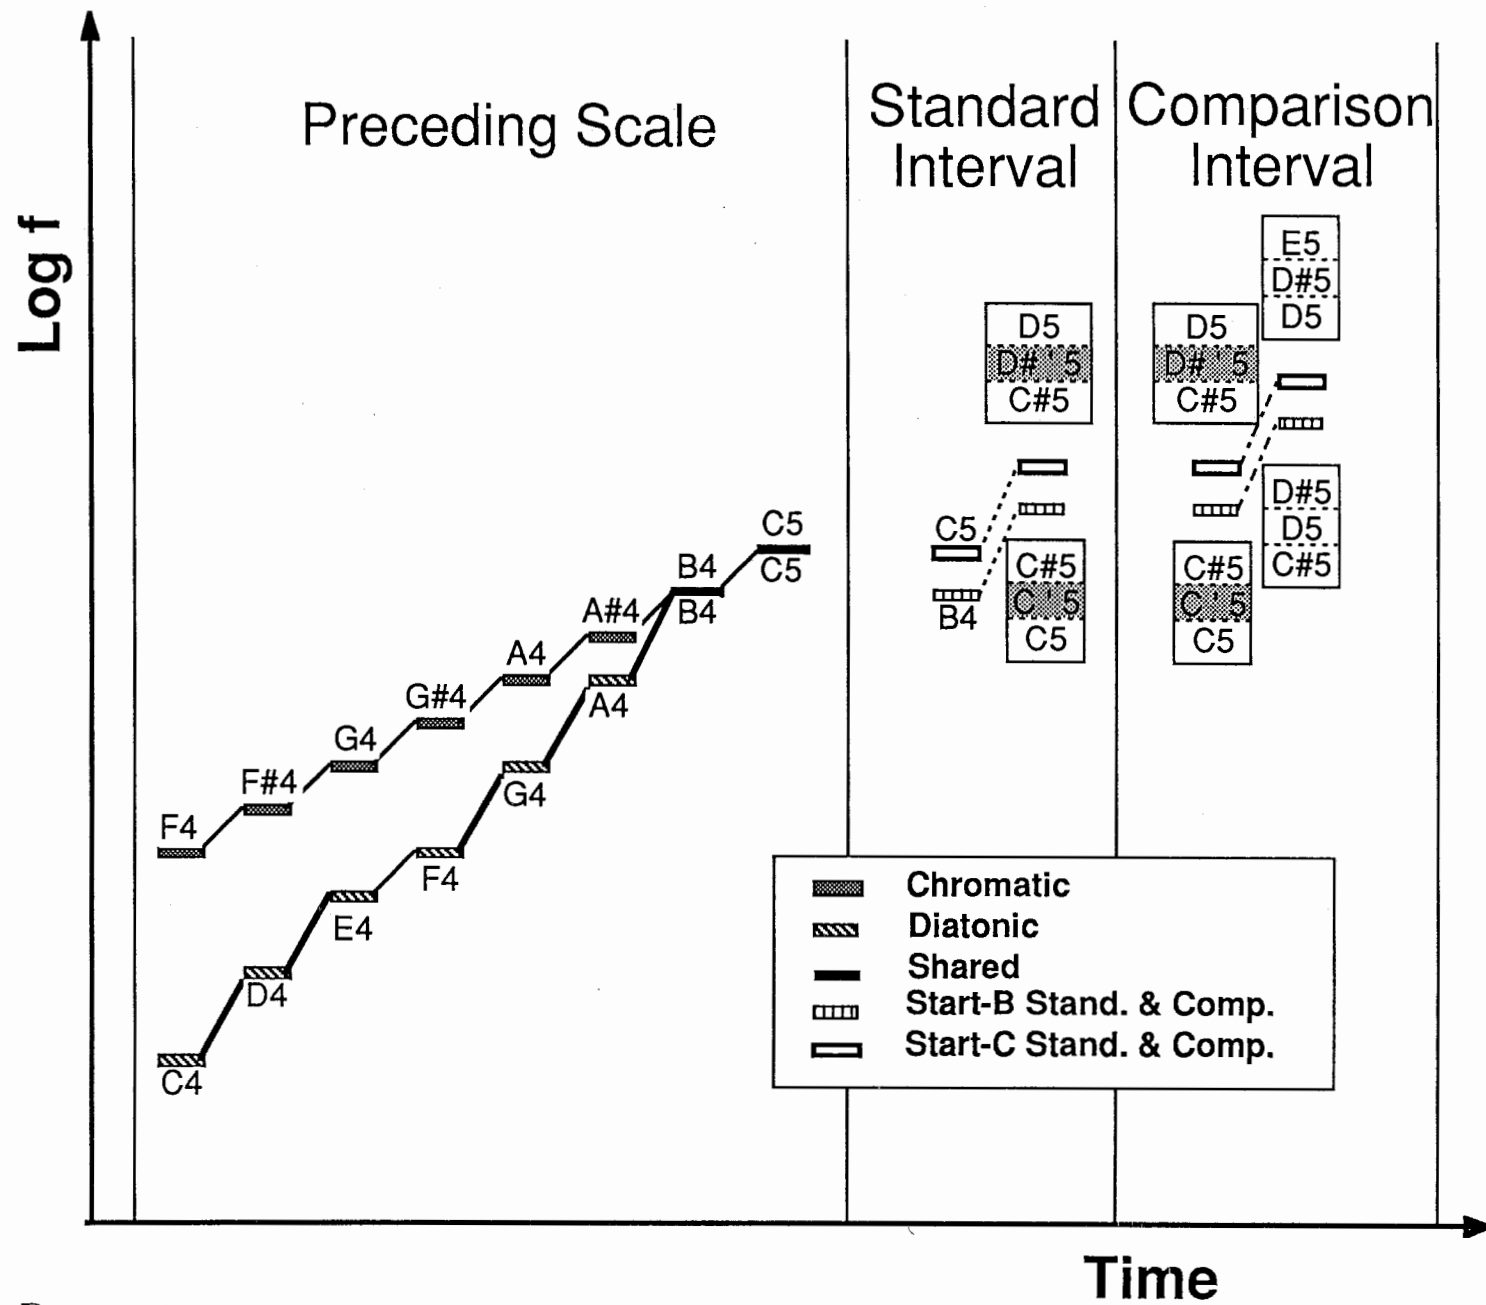 Preceding Scale
Standard
Interval
Comparison
Interval
Log f
E5
D#5
D5
D5
D#'5
C#5
D5
D#'5
C#5
D#5
D5
C#5
C5
B4
C#5
C'5
C5
C#5
C'5
C5
C5
C5
B4
B4
A#4
A4
A4
G#4
G4
G4
F#4
F4
F4
E4
D4
C4
Chromatic
Diatonic
Shared
Start-B Stand. & Comp.
Start-C Stand. & Comp.
Time